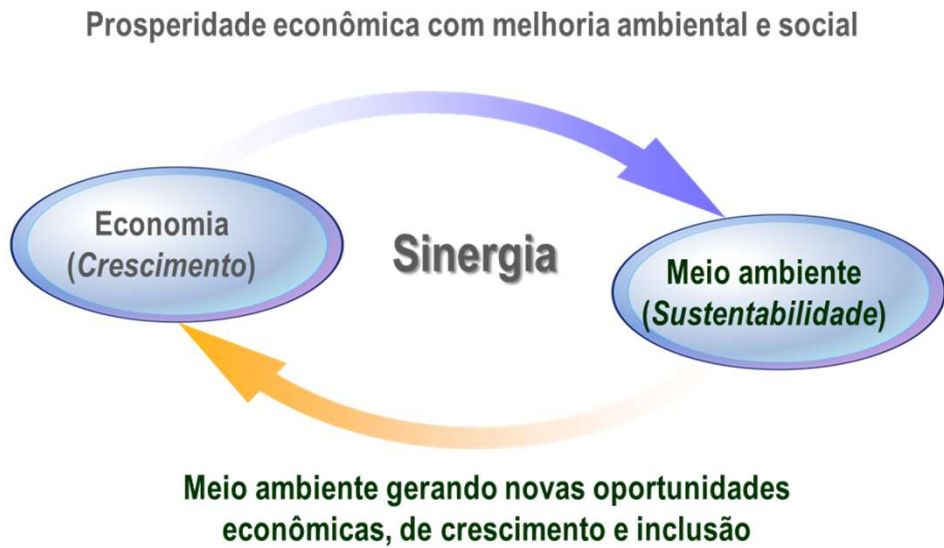 Prosperidade econômica com melhoria ambiental e social
Economia
(Crescimento)
Sinergia
Meio ambiente
(Sustentabilidade)
Meio ambiente gerando novas oportunidades
econômicas, de crescimento e inclusão